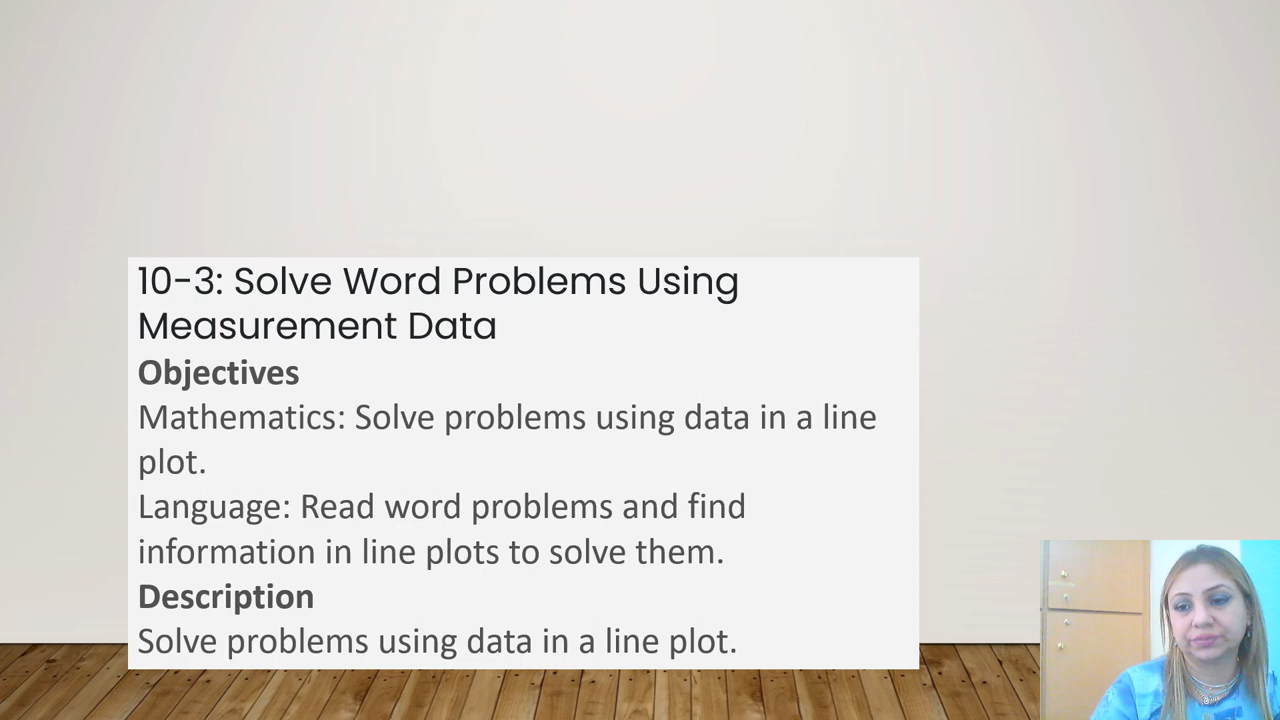 10-3: Solve Word Problems Using
Measurement Data
Objectives
Mathematics: Solve problems using data in a line
plot.
Language: Read word problems and find
information in line plots to solve them.
Description
Solve problems using data in a line plot.